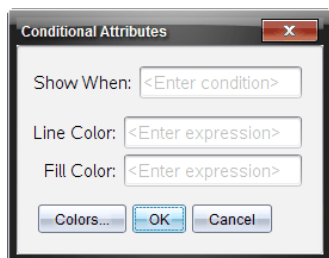 Conditional Attributes
Show When: <Enter condition>
Line Color: <Enter expression>
Fill Color: <Enter expression>
Colors... OK Cancel